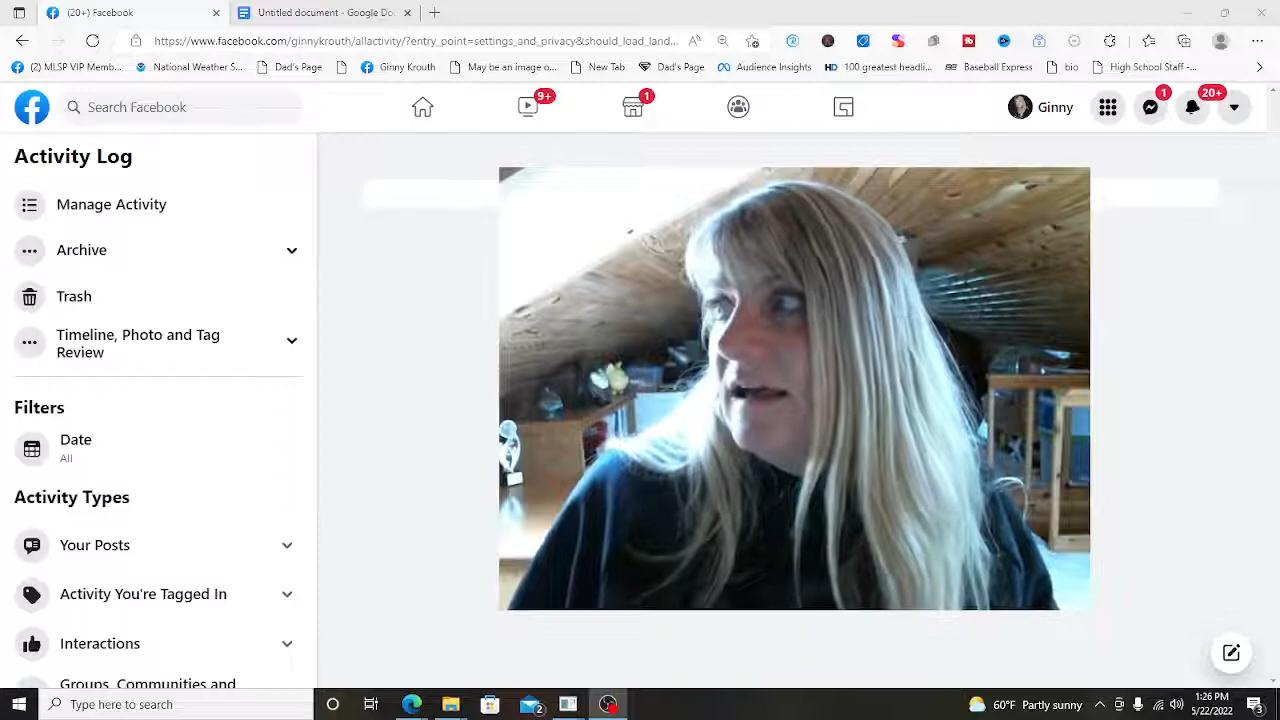 (20+) Facebook
Untitled document - Google Doc
https://www.facebook.com/ginnykrouth/allactivity/?entry_point=settings_and_privacy&should_load_land...
(2) MLSP VIP Memb...
National Weather S...
Dad's Page
Ginny Krouth
May be an image o...
New Tab
Dad's Page
Audience Insights
HD 100 greatest headli...
Baseball Express
bio
High School Staff -...
Search Facebook
9+
1
Ginny
1
20+
Activity Log
Manage Activity
Archive
Trash
Timeline, Photo and Tag
Review
Filters
Date
All
Activity Types
Your Posts
Activity You're Tagged In
Interactions
Groups, Communities and
Type here to search
2
60°F Partly sunny
:26 PM
5/22/2022